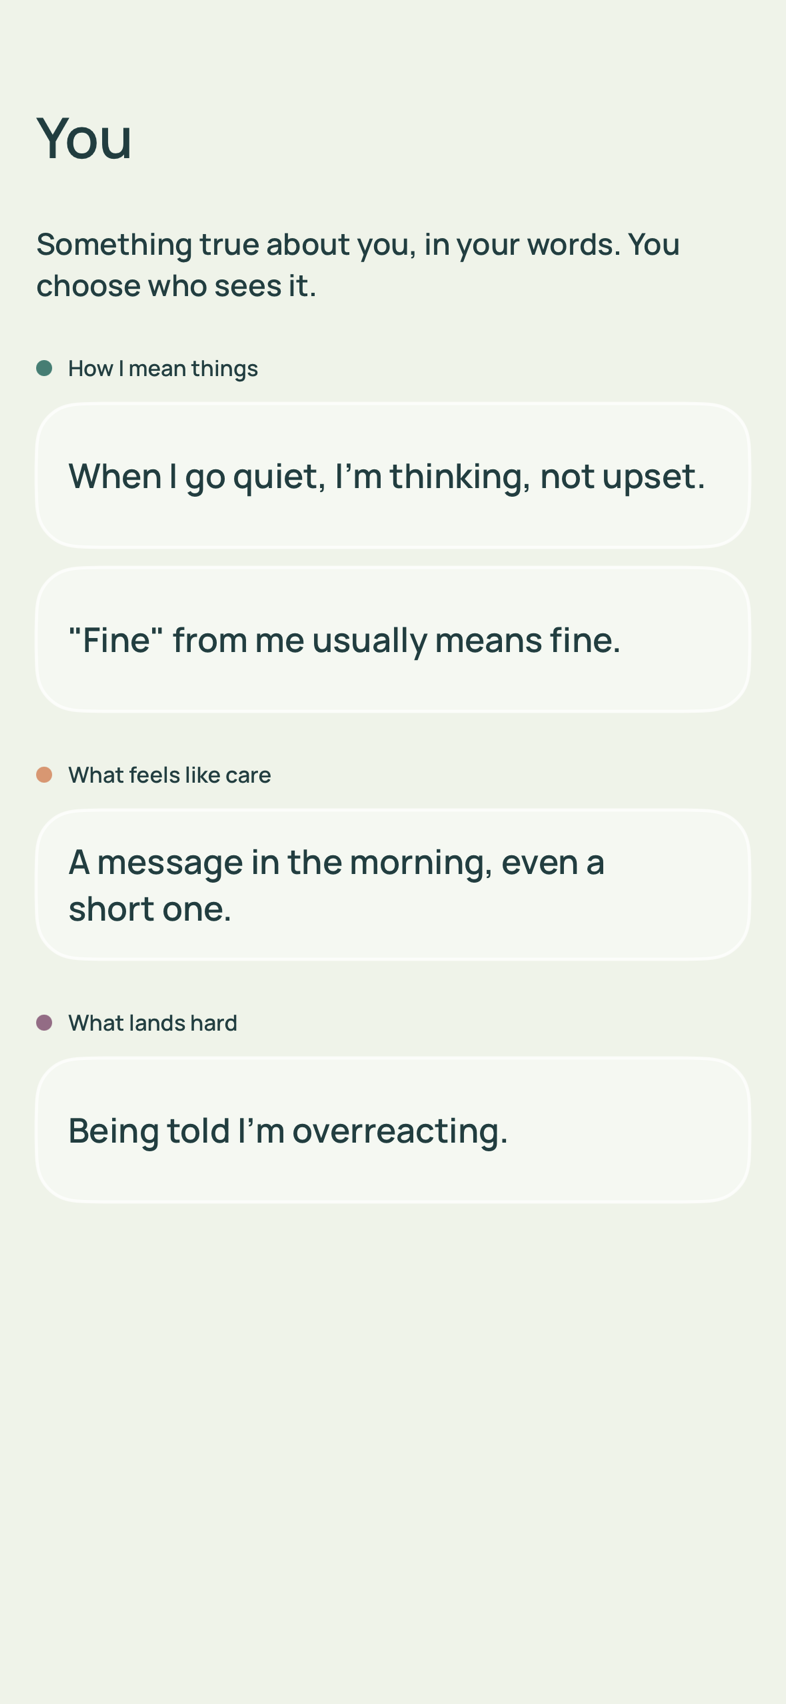 You
Something true about you, in your words. You
choose who sees it.
How I mean things
When I go quiet, I’m thinking, not upset.
"Fine" from me usually means fine.
What feels like care
A message in the morning, even a
short one.
What lands hard
Being told I’m overreacting.